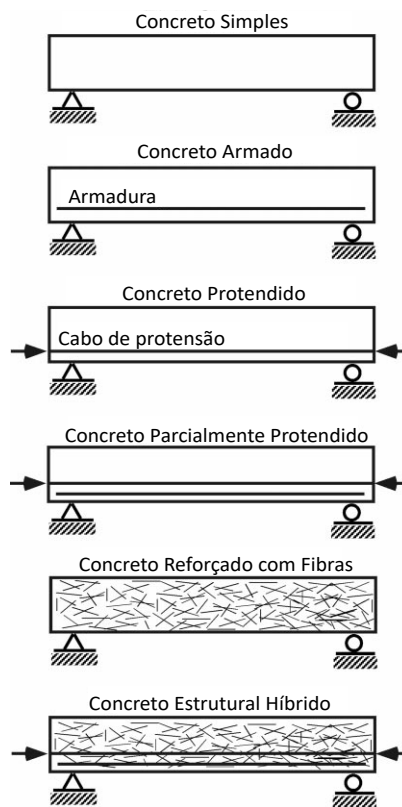 Concreto Simples
Concreto Armado
Armadura
Concreto Protendido
Cabo de protensão
Concreto Parcialmente Protendido
Concreto Reforçado com Fibras
Concreto Estrutural Híbrido